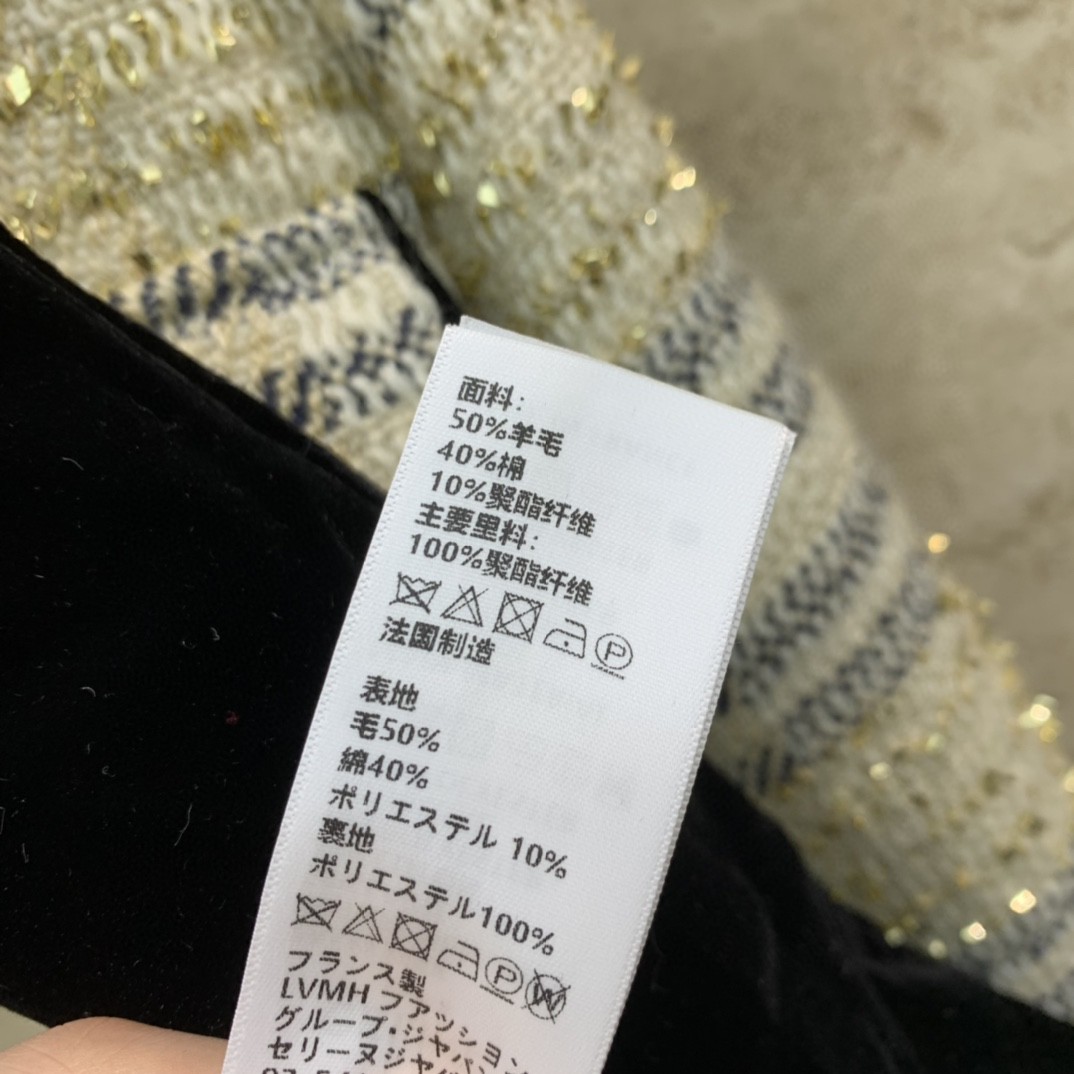 面料：
50%羊毛
40%棉
10%聚酯纤维
主要里料：
100%聚酯纤维
P
法国制造
表地
毛50%
綿40%
ポリエステル 10%
裏地
ポリエステル100%
P W
フランス製
LVMH ファッション
グループ・ジャパン
セリーヌジャパン